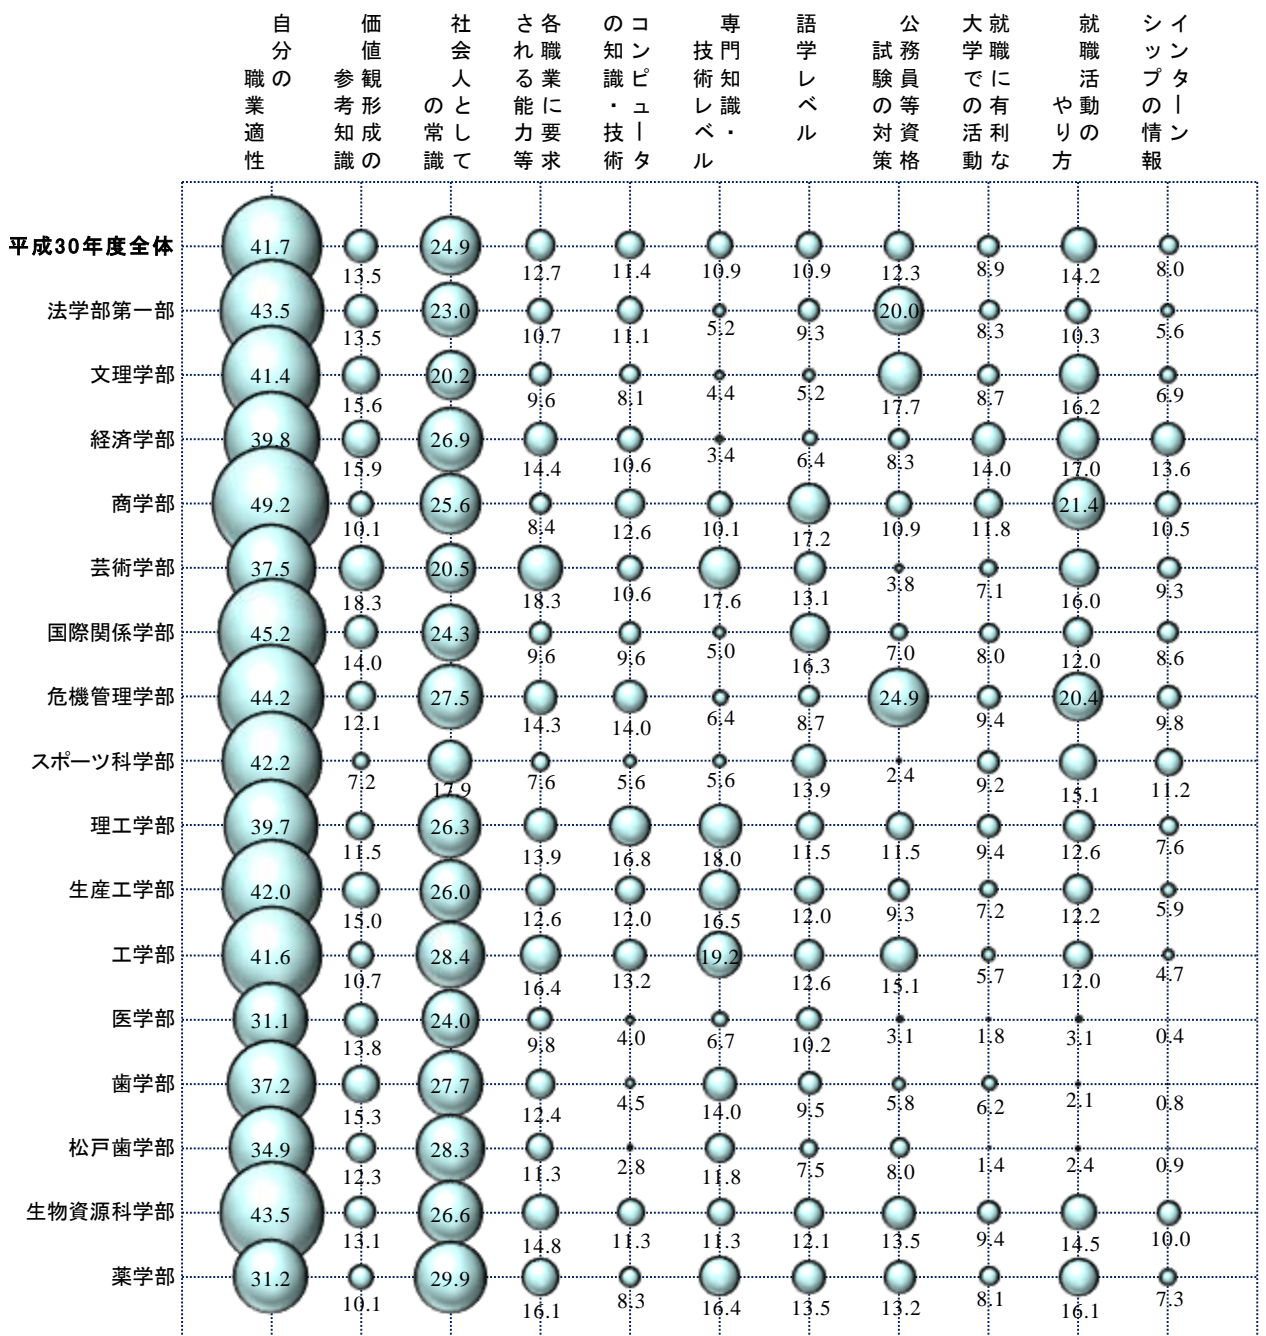 自分の
職業適性
価値観形成の
参考知識
社会人として
の常識
各職業に要求
される能力等
コンピュータ
の知識・技術
専門知識・
技術レベル
語学レベル
公務員等資格
試験の対策
就職に有利な
大学での活動
就職活動の
やり方
インターン
シップの情報
平成30年度全体 41.7 13.5 24.9 12.7 11.4 10.9 10.9 12.3 8.9 14.2 8.0
法学部第一部 43.5 13.5 23.0 10.7 11.1 5.2 9.3 20.0 8.3 10.3 5.6
文理学部 41.4 15.6 20.2 9.6 8.1 4.4 5.2 17.7 8.7 16.2 6.9
経済学部 39.8 15.9 26.9 14.4 10.6 3.4 6.4 8.3 14.0 17.0 13.6
商学部 49.2 10.1 25.6 8.4 12.6 10.1 17.2 10.9 11.8 21.4 10.5
芸術学部 37.5 18.3 20.5 18.3 10.6 17.6 13.1 3.8 7.1 16.0 9.3
国際関係学部 45.2 14.0 24.3 9.6 9.6 5.0 16.3 7.0 8.0 12.0 8.6
危機管理学部 44.2 12.1 27.5 14.3 14.0 6.4 8.7 24.9 9.4 20.4 9.8
スポーツ科学部 42.2 7.2 17.9 7.6 5.6 5.6 13.9 2.4 9.2 15.1 11.2
理工学部 39.7 11.5 26.3 13.9 16.8 18.0 11.5 11.5 9.4 12.6 7.6
生産工学部 42.0 15.0 26.0 12.6 12.0 16.5 12.0 9.3 7.2 12.2 5.9
工学部 41.6 10.7 28.4 16.4 13.2 19.2 12.6 15.1 5.7 12.0 4.7
医学部 31.1 13.8 24.0 9.8 4.0 6.7 10.2 3.1 1.8 3.1 0.4
歯学部 37.2 15.3 27.7 12.4 4.5 14.0 9.5 5.8 6.2 2.1 0.8
松戸歯学部 34.9 12.3 28.3 11.3 2.8 11.8 7.5 8.0 1.4 2.4 0.9
生物資源科学部 43.5 13.1 26.6 14.8 11.3 11.3 12.1 13.5 9.4 14.5 10.0
薬学部 31.2 10.1 29.9 16.1 8.3 16.4 13.5 13.2 8.1 16.1 7.3